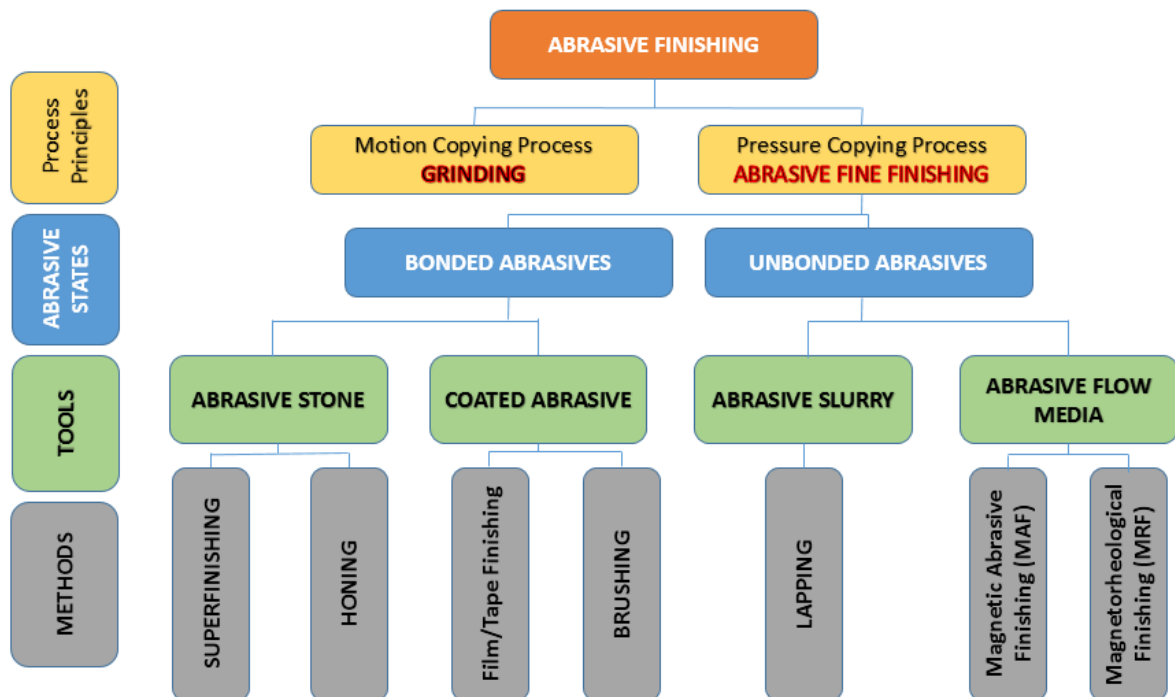 ABRASIVE FINISHING
Process
Principles
Motion Copying Process
GRINDING
Pressure Copying Process
ABRASIVE FINE FINISHING
ABRASIVE
STATES
BONDED ABRASIVES
UNBONDED ABRASIVES
TOOLS
ABRASIVE STONE
COATED ABRASIVE
ABRASIVE SLURRY
ABRASIVE FLOW
MEDIA
METHODS
SUPERFINISHING
HONING
Film/Tape Finishing
BRUSHING
LAPPING
Magnetic Abrasive
Finishing (MAF)
Magnetorheological
Finishing (MRF)